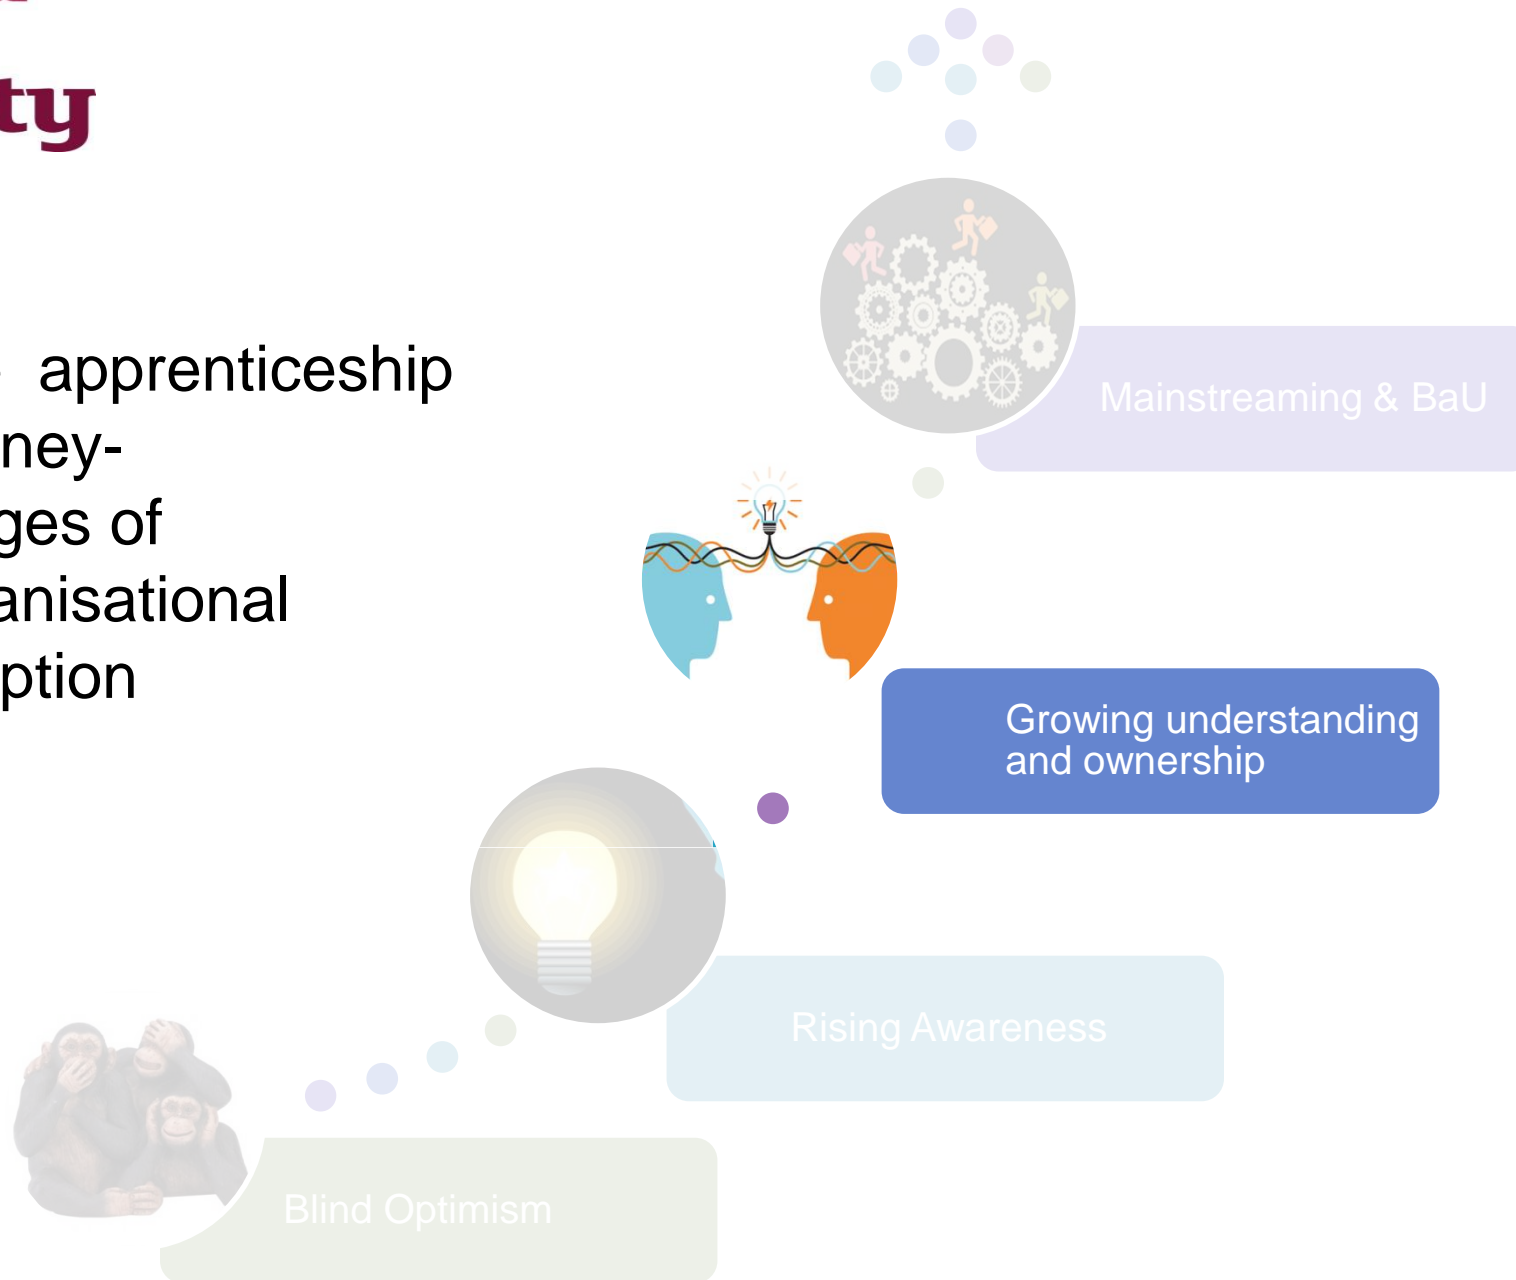 ty
apprenticeship
ney-
ges of
anisational
ption
Mainstreaming & BaU
Growing understanding
and ownership
Rising Awareness
Blind Optimism